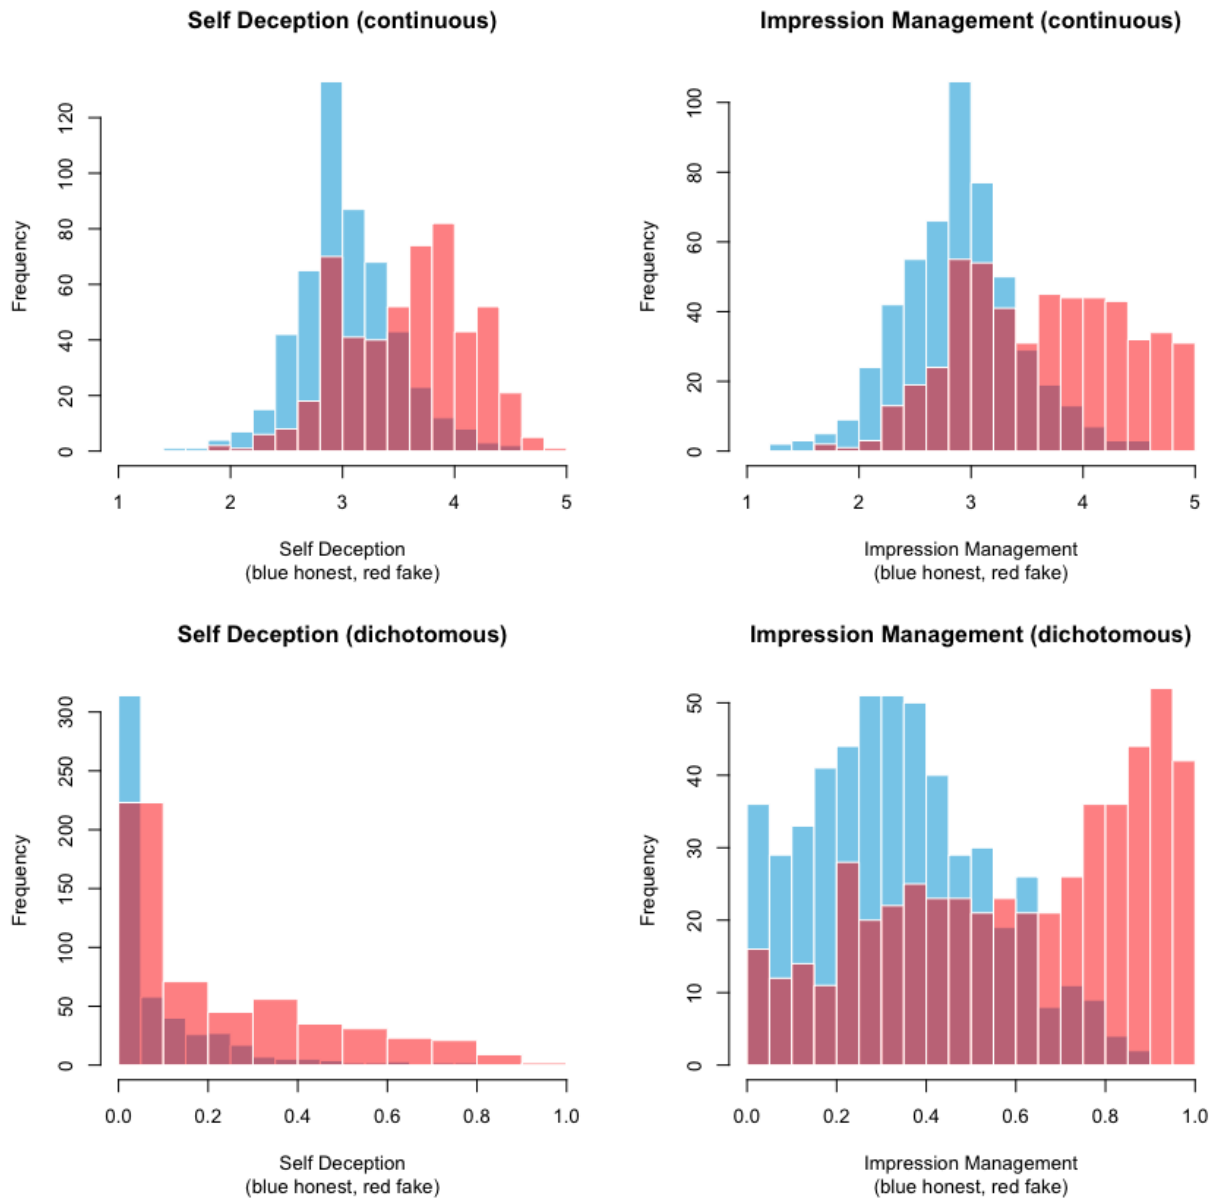 Self Deception (continuous)
Frequency
0 20 40 60 80 100 120
1 2 3 4 5
Self Deception
(blue honest, red fake)
Impression Management (continuous)
Frequency
0 20 40 60 80 100
1 2 3 4 5
Impression Management
(blue honest, red fake)
Self Deception (dichotomous)
Frequency
0 50 100 150 200 250 300
0.0 0.2 0.4 0.6 0.8 1.0
Self Deception
(blue honest, red fake)
Impression Management (dichotomous)
Frequency
0 10 20 30 40 50
0.0 0.2 0.4 0.6 0.8 1.0
Impression Management
(blue honest, red fake)